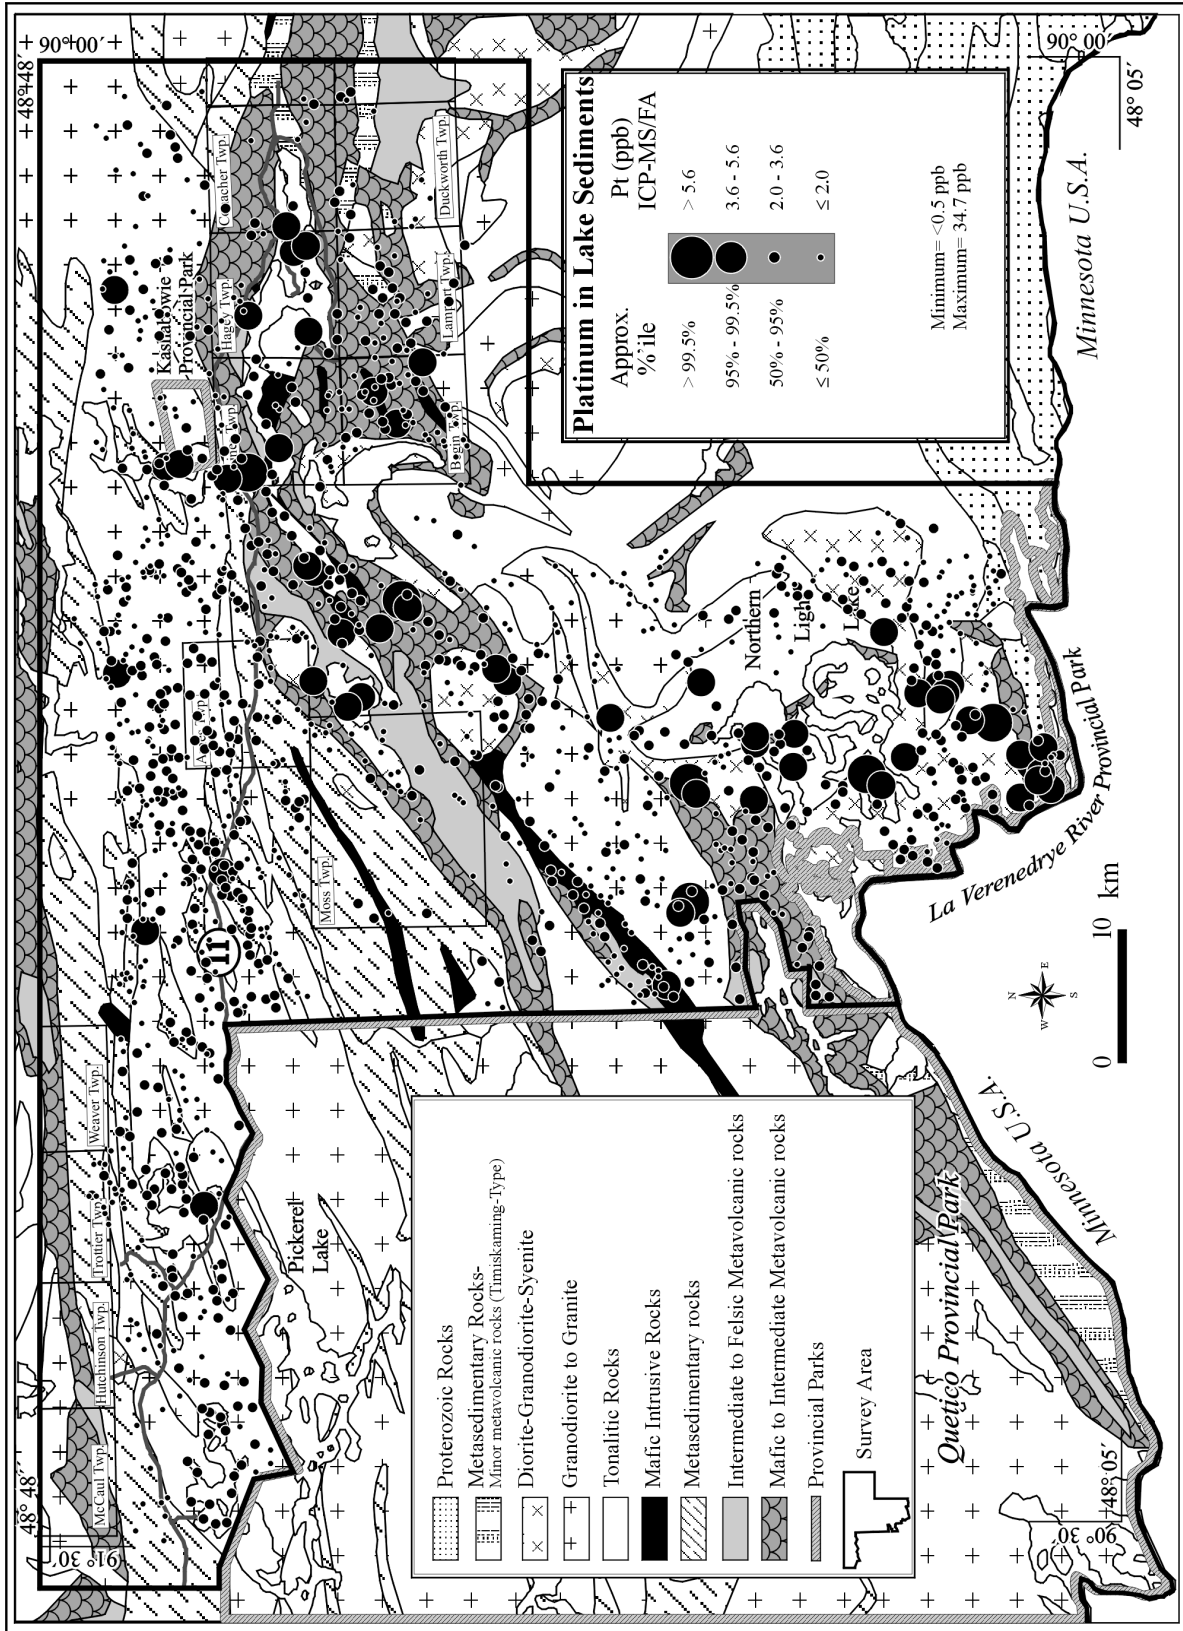 48° 48´
91° 30´
90° 00´
48° 48´
McCaul Twp.
Hutchinson Twp.
Trottier Twp.
Weaver Twp.
11
Moss Twp.
Kashabowie
Provincial Park
Hagey Twp.
Conacher Twp.
Begin Twp.
Lamport Twp.
Duckworth Twp.
Pickerel
Lake
Northern
Light
Lake
Proterozoic Rocks
Metasedimentary Rocks-
Minor metavolcanic rocks (Timiskaming-Type)
Diorite-Granodiorite-Syenite
Granodiorite to Granite
Tonalitic Rocks
Mafic Intrusive Rocks
Metasedimentary rocks
Intermediate to Felsic Metavolcanic rocks
Mafic to Intermediate Metavolcanic rocks
Provincial Parks
Survey Area
Platinum in Lake Sediments
Approx.
%'ile
Pt (ppb)
ICP-MS/FA
> 99.5%
> 5.6
95% - 99.5%
3.6 - 5.6
50% - 95%
2.0 - 3.6
≤ 50%
≤ 2.0
Minimum= <0.5 ppb
Maximum= 34.7 ppb
Quetico Provincial Park
La Verenedrye River Provincial Park
Minnesota U.S.A.
Minnesota U.S.A.
N
W
E
S
0
10
km
48° 05´
90° 30´
90° 00´
48° 05´